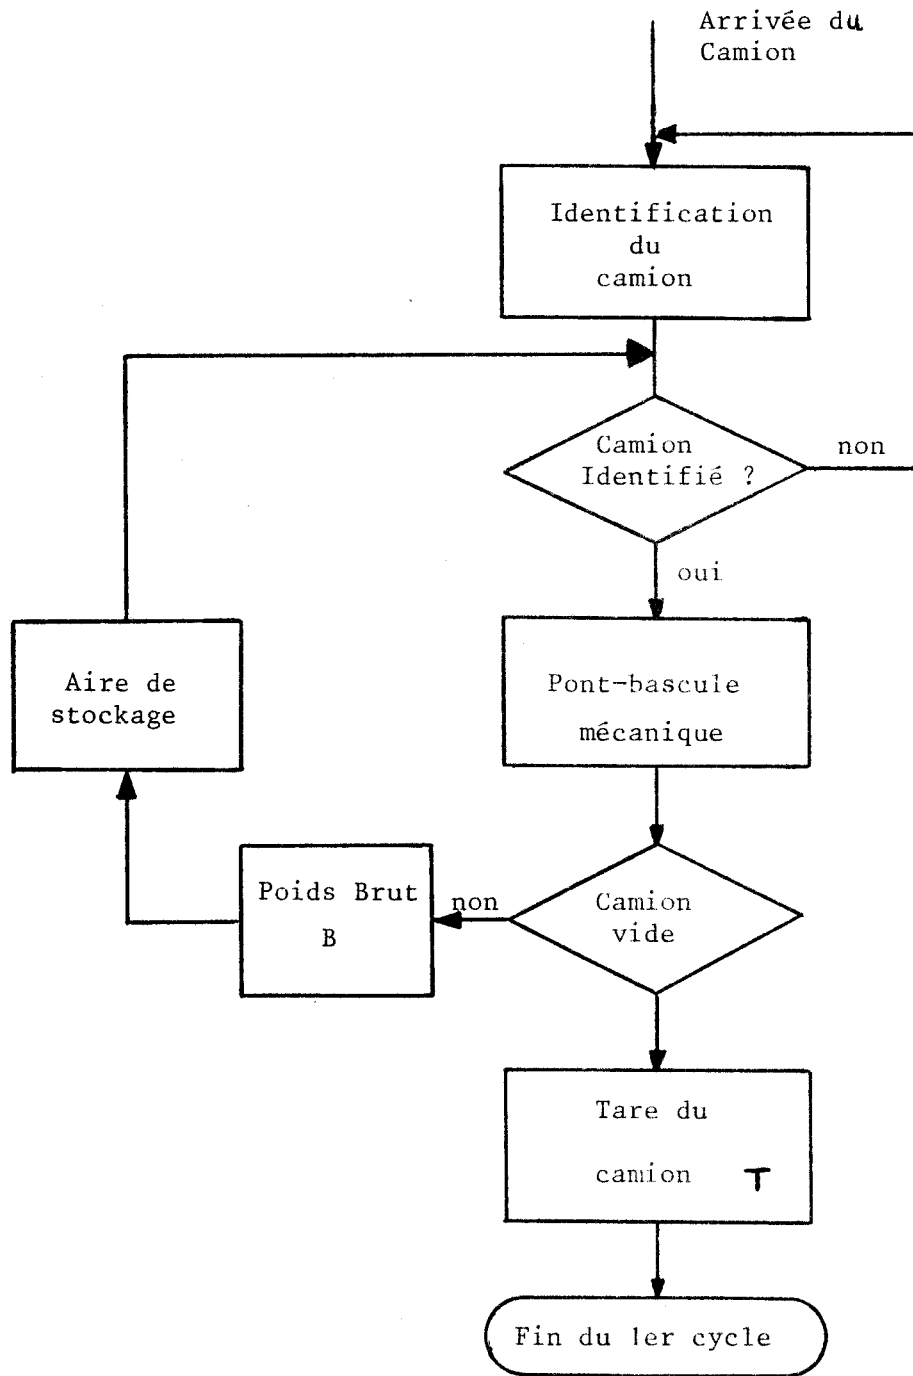 Arrivée du
Camion
Identification
du
camion
Camion
Identifié ?
non
oui
Aire de
stockage
Pont-bascule
mécanique
Poids Brut
B
non
Camion
vide
Tare du
camion T
Fin du 1er cycle